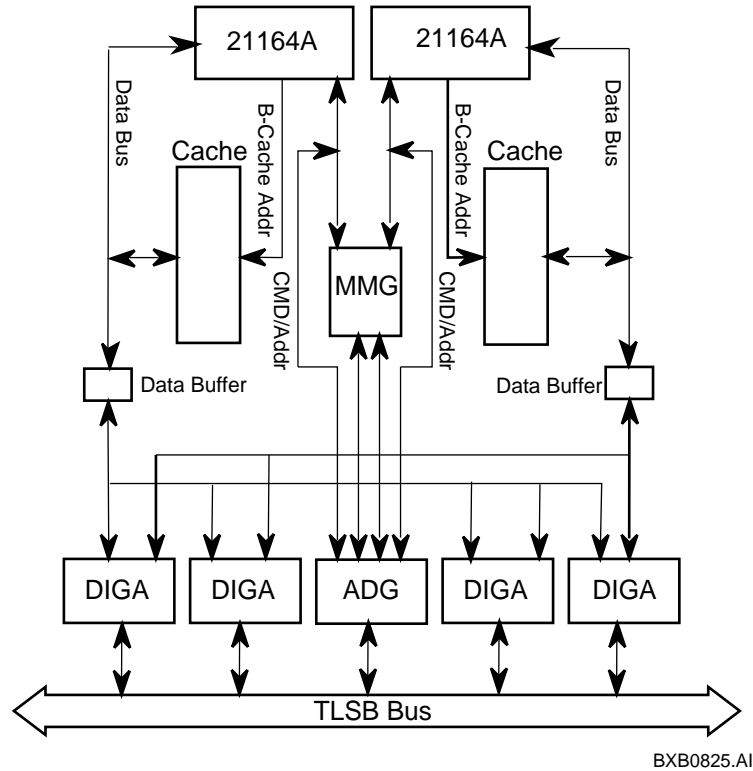 21164A
21164A
Data Bus
B-Cache Addr
B-Cache Addr
Data Bus
Cache
Cache
CMD/Addr
MMG
CMD/Addr
Data Buffer
Data Buffer
DIGA
DIGA
ADG
DIGA
DIGA
TLSB Bus
BXB0825.AI